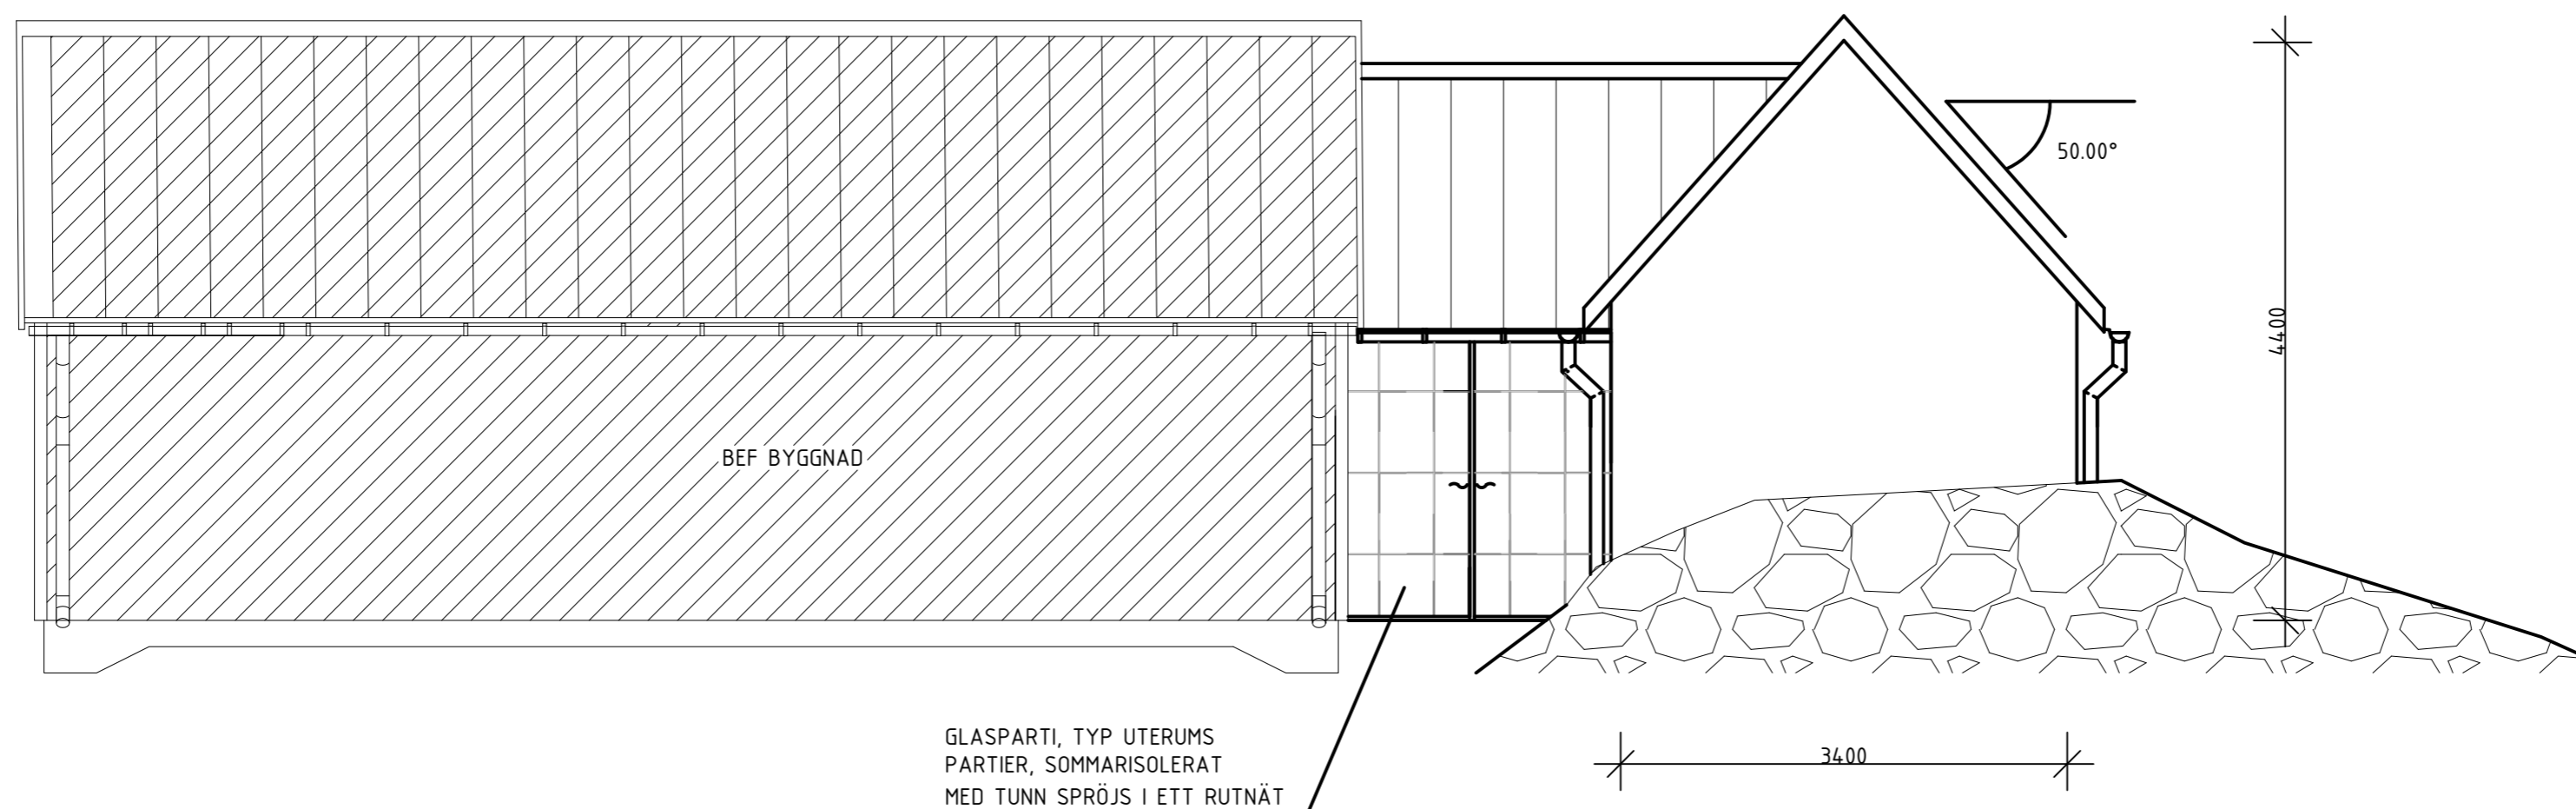 50.00°
4400
BEF BYGGNAD
GLASPARTI, TYP UTERUMS
PARTIER, SOMMARISOLERAT
MED TUNN SPRÖJS I ETT RUTNÄT
3400